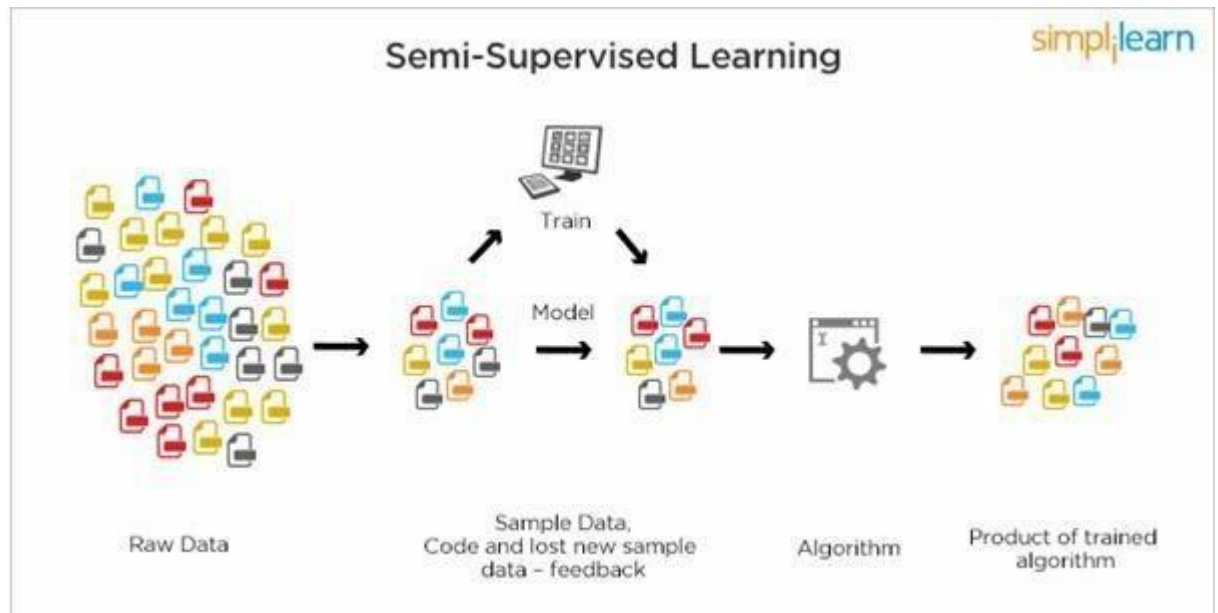 simplilearn
Semi-Supervised Learning
Train
Model
Raw Data
Sample Data,
Code and lost new sample
data – feedback
Algorithm
Product of trained
algorithm